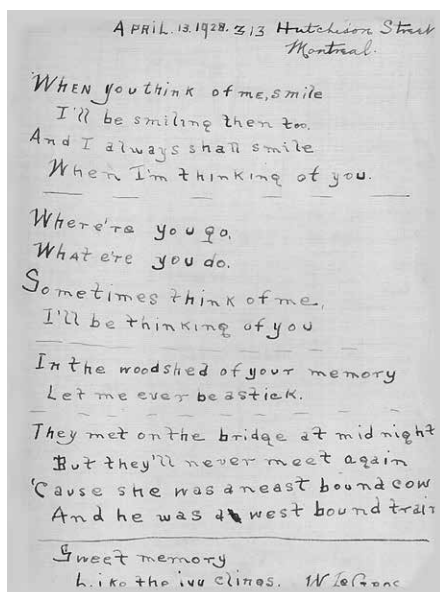 APRIL.13.1928. 313 Hutcheson Street
Montreal.
WHEN you think of me, smile
I'll be smiling then too,
And I always shall smile
When I'm thinking of you.
Where're you go,
What e're you do.
Sometimes think of me,
I'll be thinking of you
In the woodshed of your memory
Let me ever be a stick.
They met on the bridge at midnight
But they'll never meet again
'Cause she was an east bound cow
And he was a west bound train
Sweet memory
Like the ivy clings. W